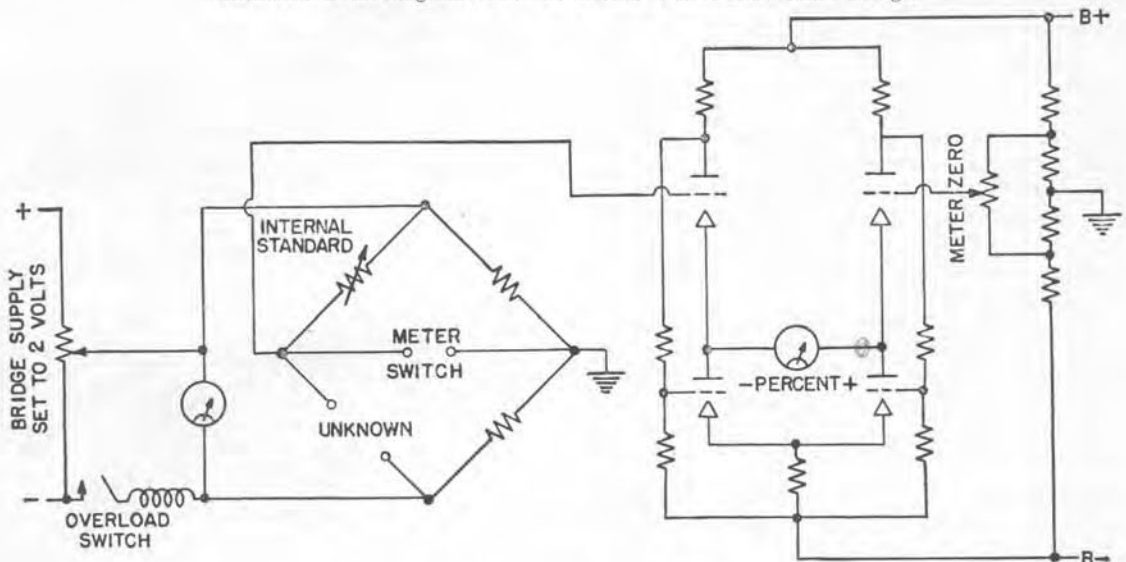 B+
+
INTERNAL
STANDARD
BRIDGE SUPPLY
SET TO 2 VOLTS
METER
SWITCH
METER ZERO
-PERCENT+
UNKNOWN
-
OVERLOAD
SWITCH
B-